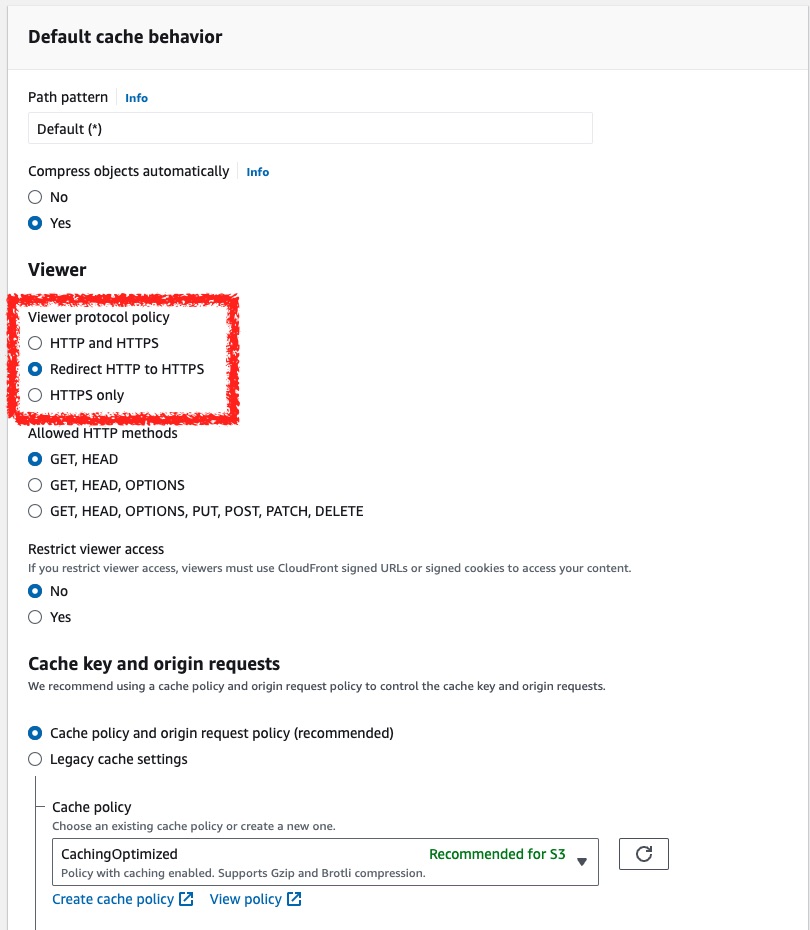 Default cache behavior
Path pattern Info
Default (*)
Compress objects automatically Info
No
Yes
Viewer
Viewer protocol policy
HTTP and HTTPS
Redirect HTTP to HTTPS
HTTPS only
Allowed HTTP methods
GET, HEAD
GET, HEAD, OPTIONS
GET, HEAD, OPTIONS, PUT, POST, PATCH, DELETE
Restrict viewer access
If you restrict viewer access, viewers must use CloudFront signed URLs or signed cookies to access your content.
No
Yes
Cache key and origin requests
We recommend using a cache policy and origin request policy to control the cache key and origin requests.
Cache policy and origin request policy (recommended)
Legacy cache settings
Cache policy
Choose an existing cache policy or create a new one.
CachingOptimized Recommended for S3
Policy with caching enabled. Supports Gzip and Brotli compression.
Create cache policy View policy